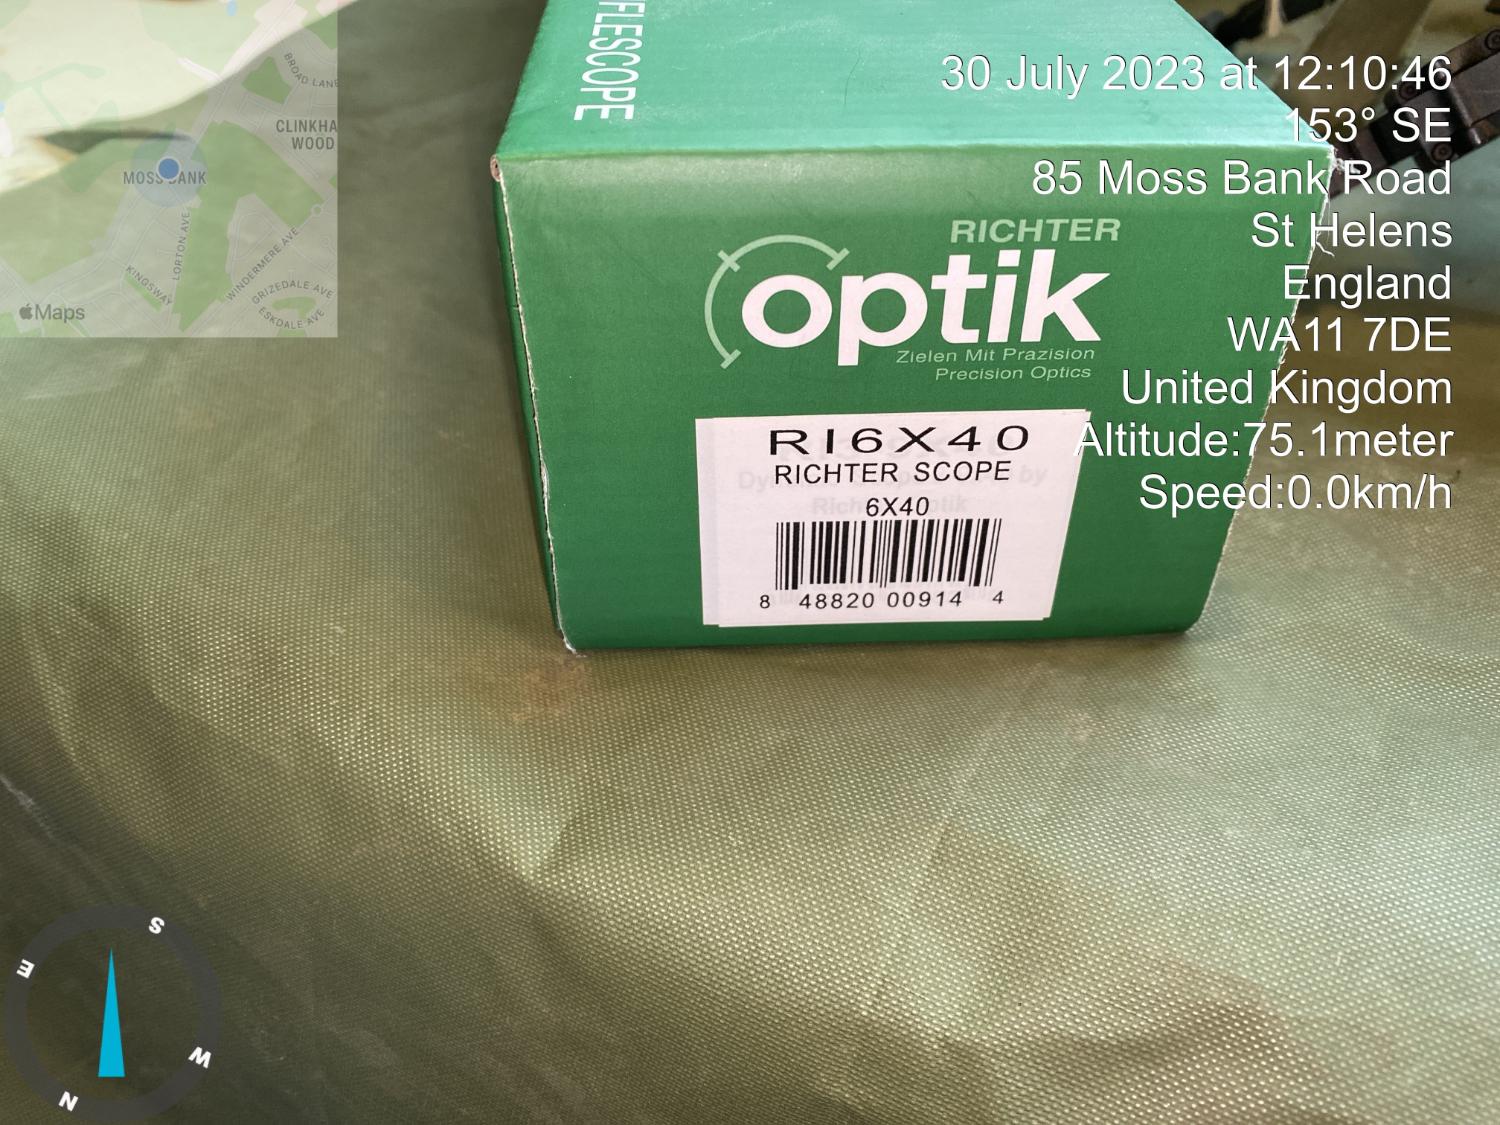 BROAD LANE
CLINKHA
WOOD
MOSS BANK
LORTON AVE
KINGSWAY
WINDERMERE AVE
GRIZEDALE AVE
ESKDALE AVE
Maps
FLESCOPE
30 July 2023 at 12:10:46
153° SE
85 Moss Bank Road
St Helens
England
WA11 7DE
United Kingdom
Altitude:75.1meter
Speed:0.0km/h
RICHTER
optik
Zielen Mit Prazision
Precision Optics
RI6X40
RICHTER SCOPE
6X40
8 48820 00914 4
S
E
W
N